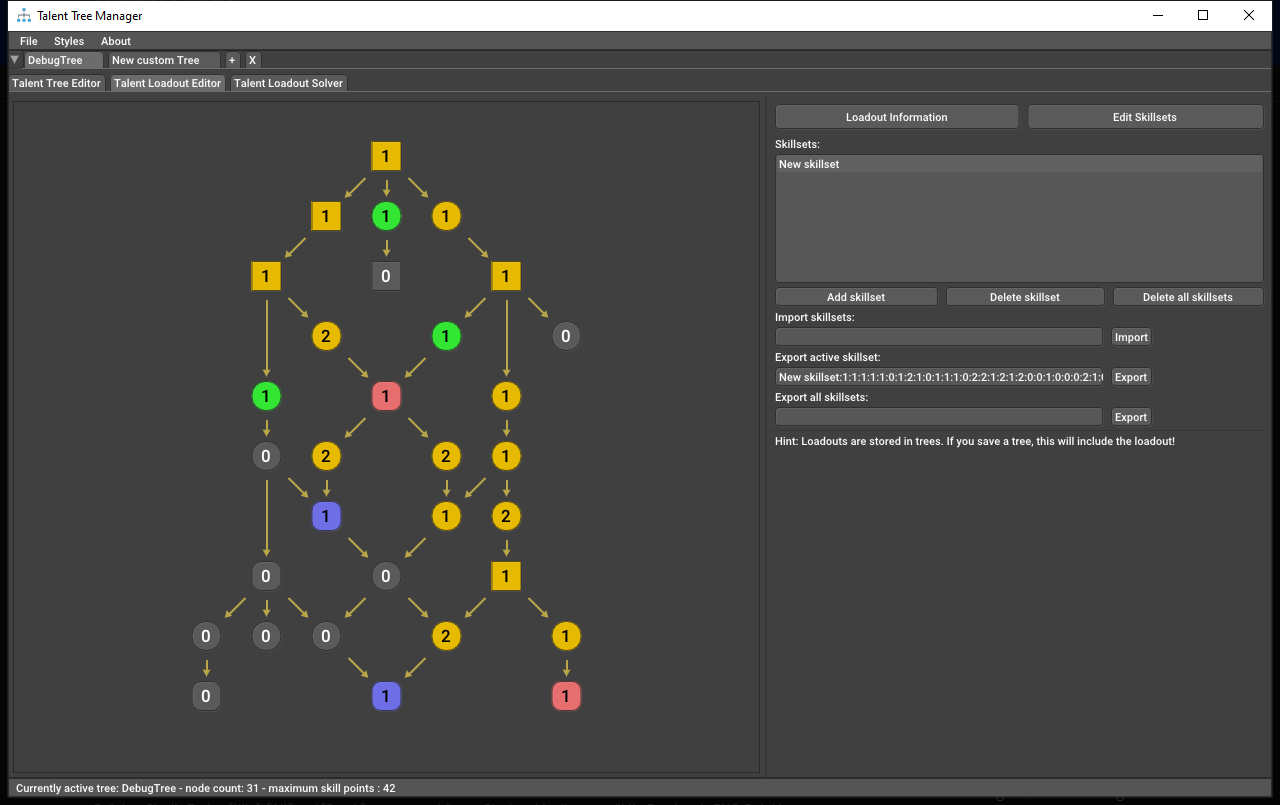 Talent Tree Manager
File Styles About
DebugTree New custom Tree + X
Talent Tree Editor Talent Loadout Editor Talent Loadout Solver
Loadout Information Edit Skillsets
Skillsets:
New skillset
Add skillset Delete skillset Delete all skillsets
Import skillsets:
Import
Export active skillset:
New skillset:1:1:1:1:1:0:1:2:1:0:1:1:1:0:2:2:1:2:1:2:0:0:1:0:0:0:2:1: Export
Export all skillsets:
Export
Hint: Loadouts are stored in trees. If you save a tree, this will include the loadout!
1
1 1 1
1 0 1
2 1 0
1 1 1
0 2 2 1
1 1 2
0 0 1
0 0 0 2 1
0 1 1
Currently active tree: DebugTree - node count: 31 - maximum skill points : 42